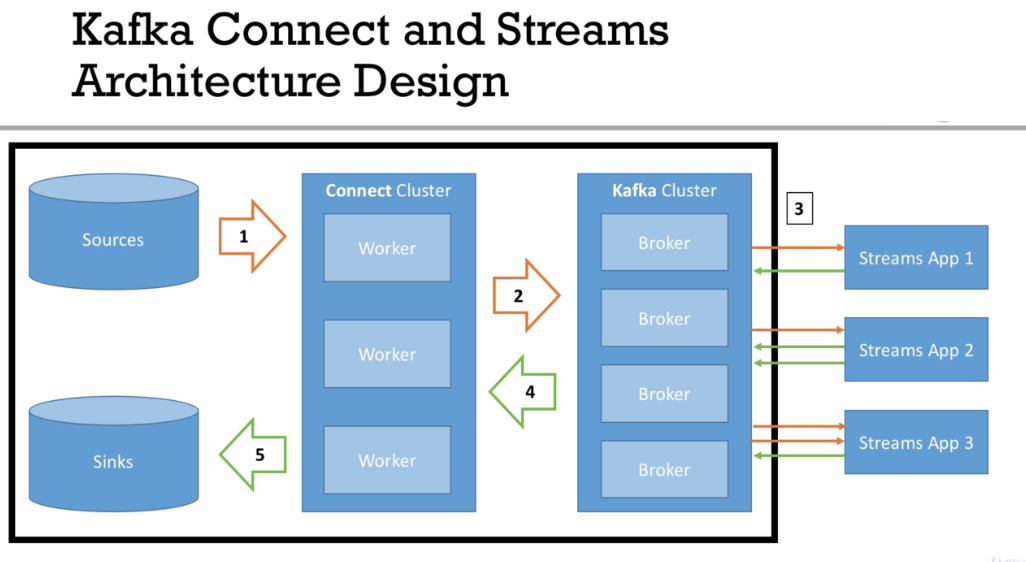 Kafka Connect and Streams
Architecture Design
Sources
1
Connect Cluster
Worker
Worker
Worker
2
4
Kafka Cluster
Broker
Broker
Broker
Broker
3
Streams App 1
Streams App 2
Streams App 3
Sinks
5